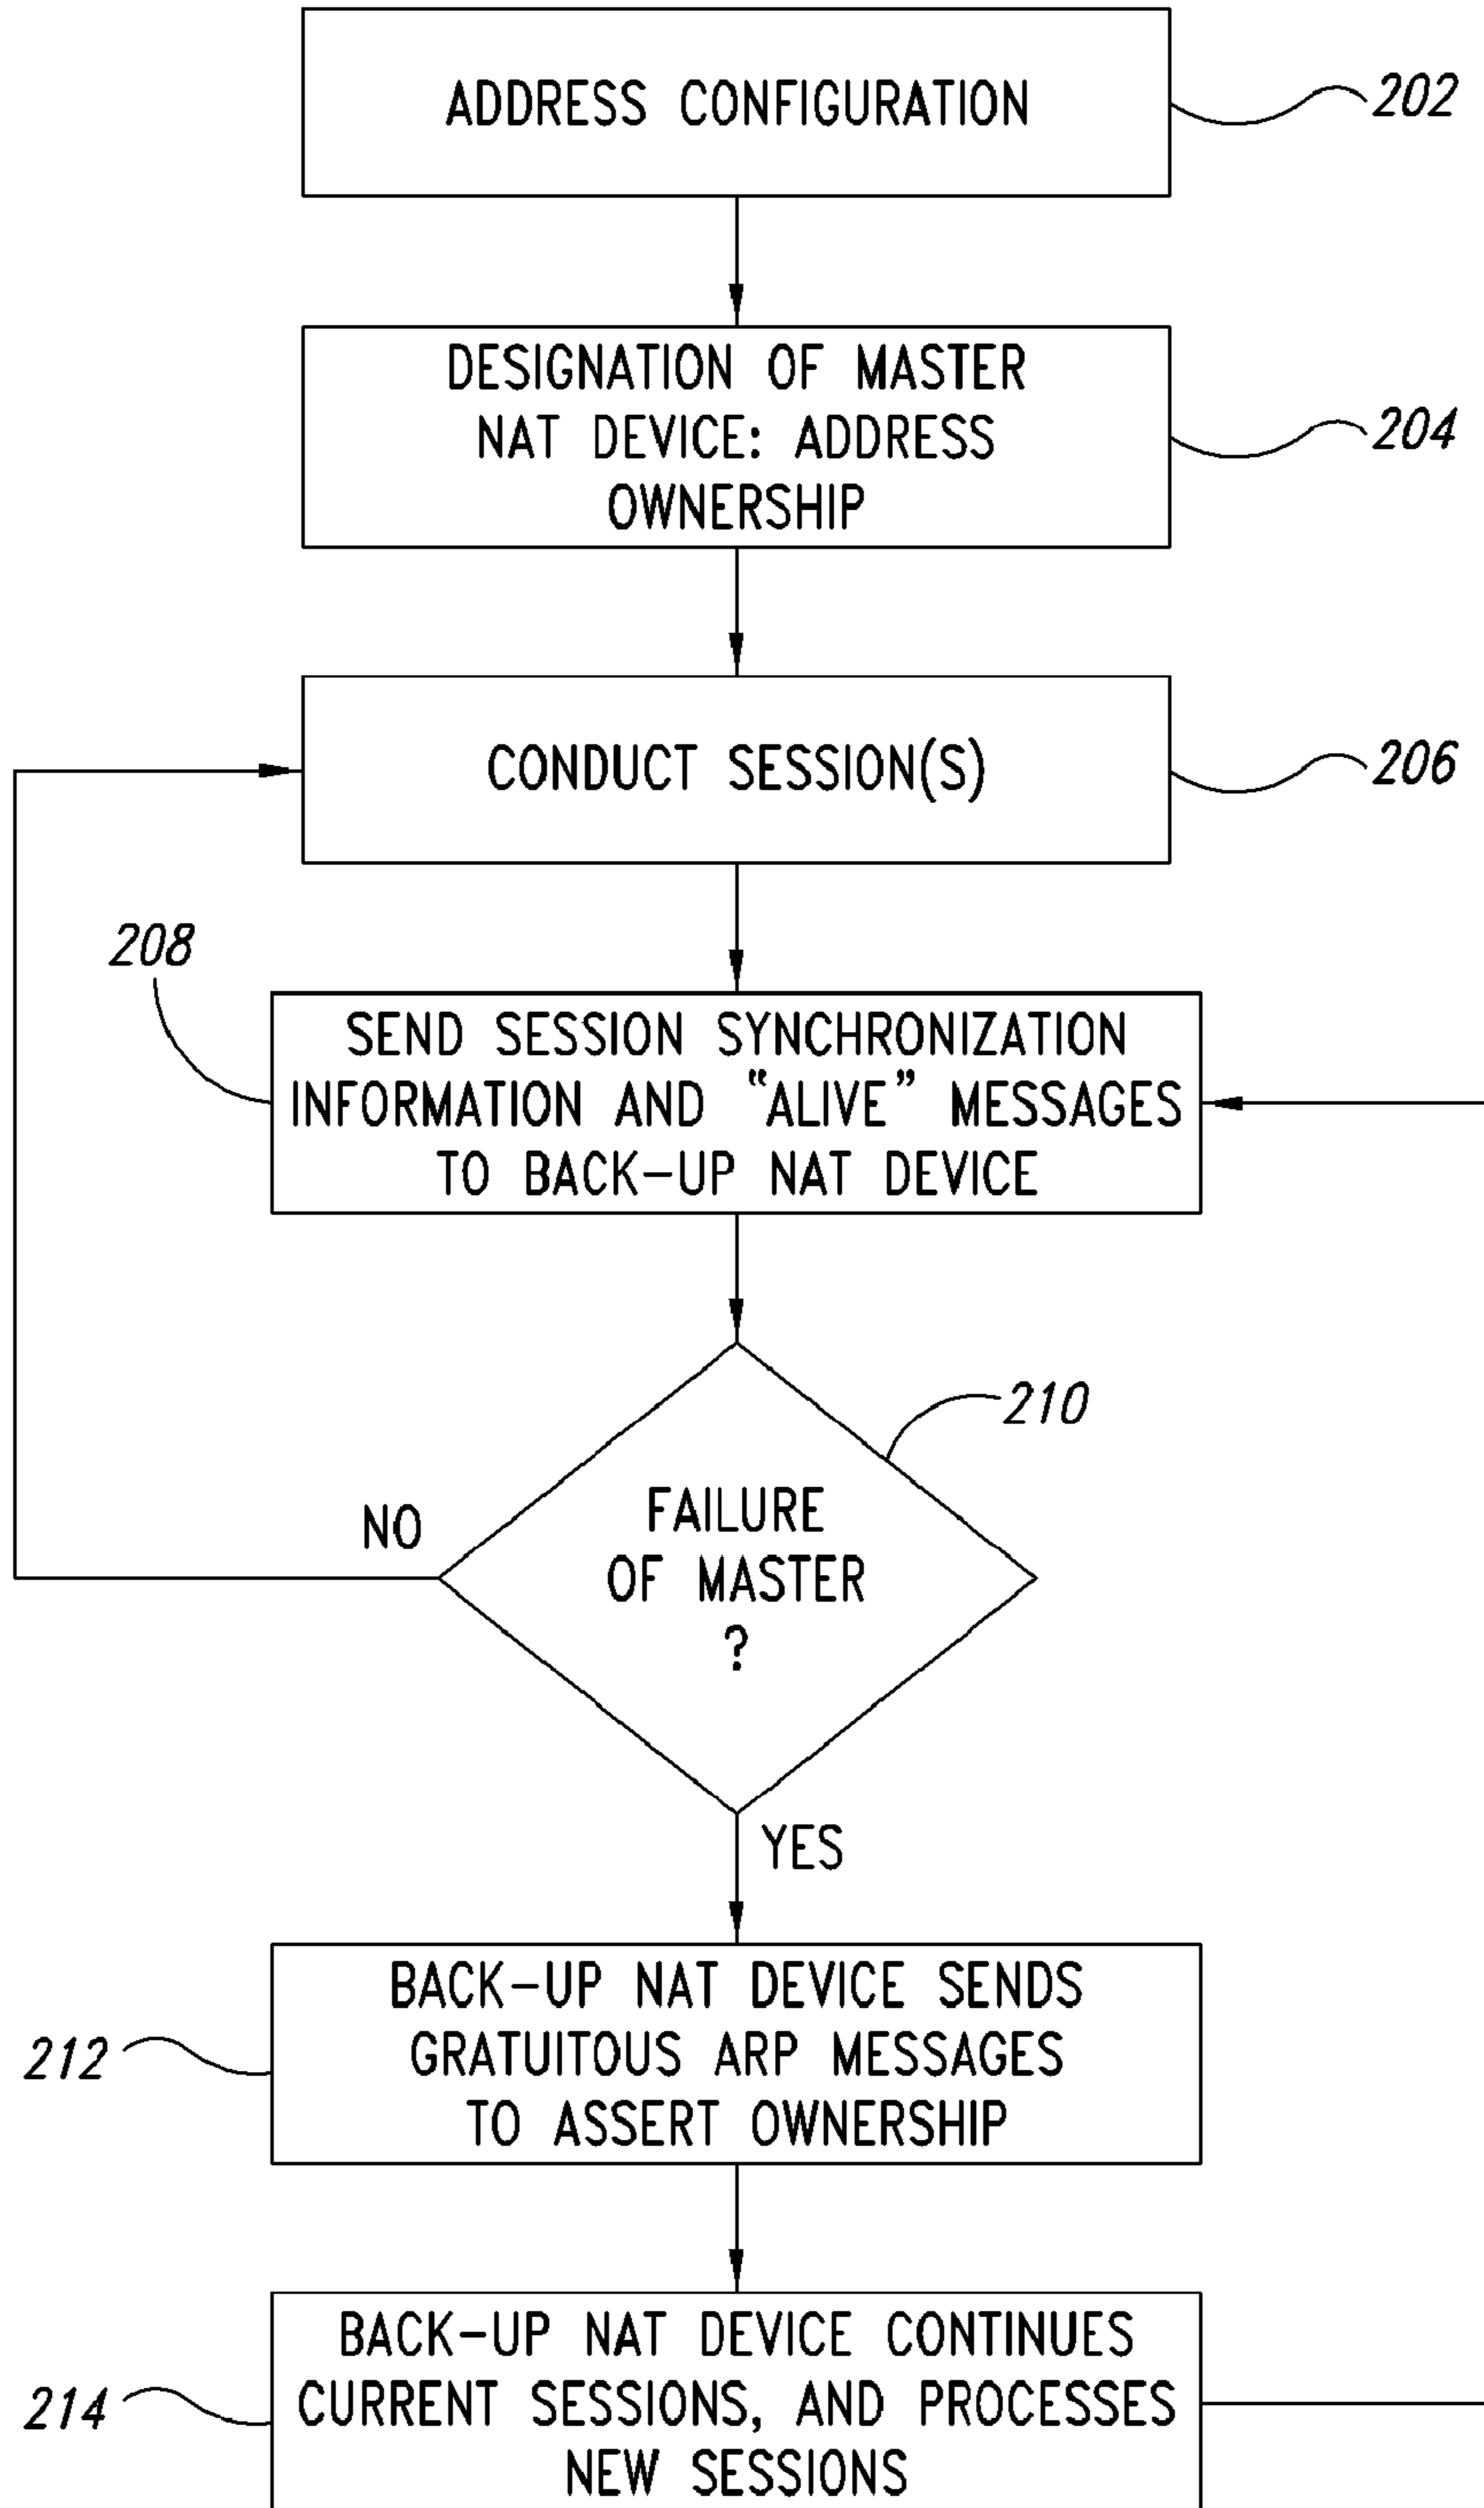 ADDRESS CONFIGURATION
202
DESIGNATION OF MASTER
NAT DEVICE: ADDRESS
OWNERSHIP
204
CONDUCT SESSION(S)
206
208
SEND SESSION SYNCHRONIZATION
INFORMATION AND “ALIVE” MESSAGES
TO BACK-UP NAT DEVICE
210
FAILURE
OF MASTER
?
NO
YES
BACK-UP NAT DEVICE SENDS
GRATUITOUS ARP MESSAGES
TO ASSERT OWNERSHIP
212
BACK-UP NAT DEVICE CONTINUES
CURRENT SESSIONS, AND PROCESSES
NEW SESSIONS
214